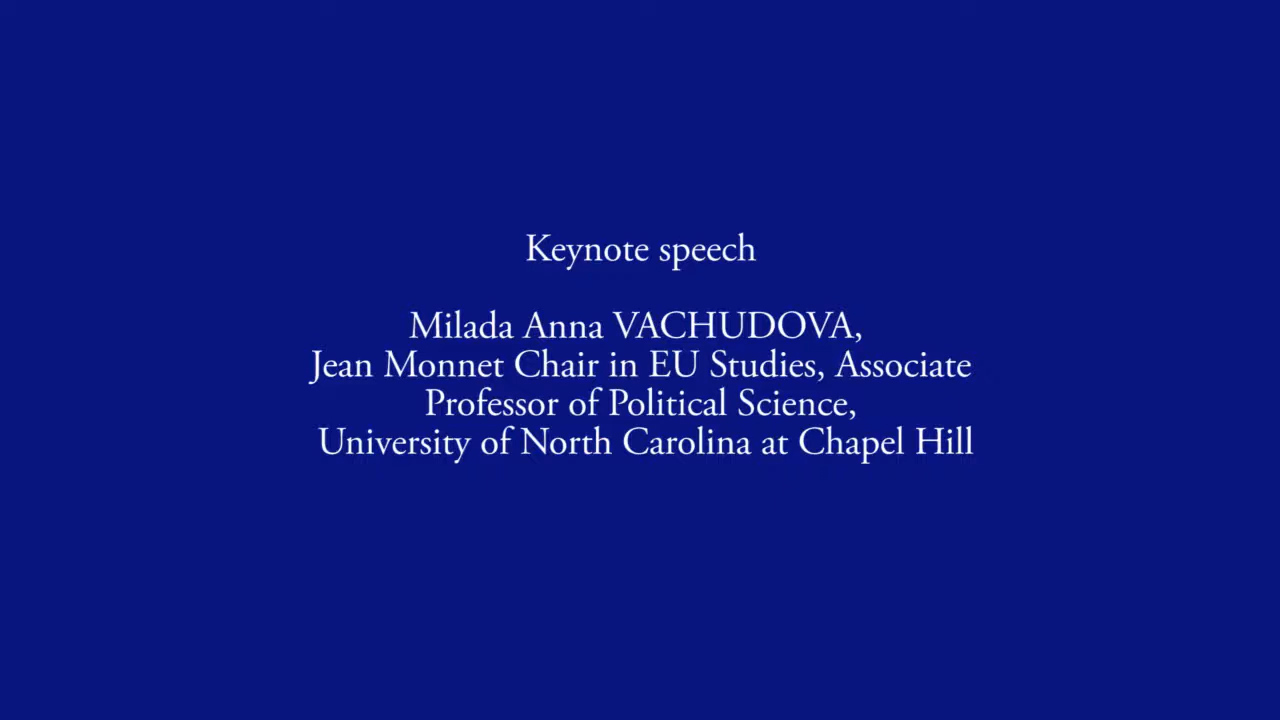 Keynote speech
Milada Anna VACHUDOVA,
Jean Monnet Chair in EU Studies, Associate
Professor of Political Science,
University of North Carolina at Chapel Hill